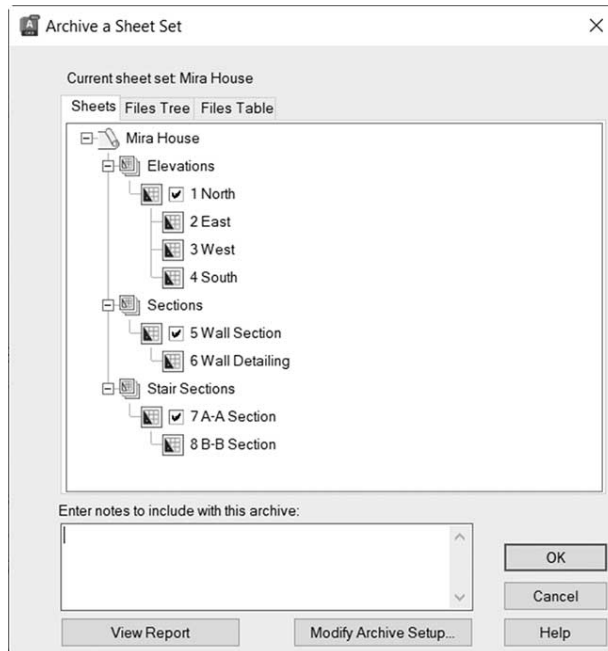 Archive a Sheet Set
Current sheet set: Mira House
Sheets Files Tree Files Table
Mira House
Elevations
1 North
2 East
3 West
4 South
Sections
5 Wall Section
6 Wall Detailing
Stair Sections
7 A-A Section
8 B-B Section
Enter notes to include with this archive:
OK
Cancel
View Report Modify Archive Setup... Help